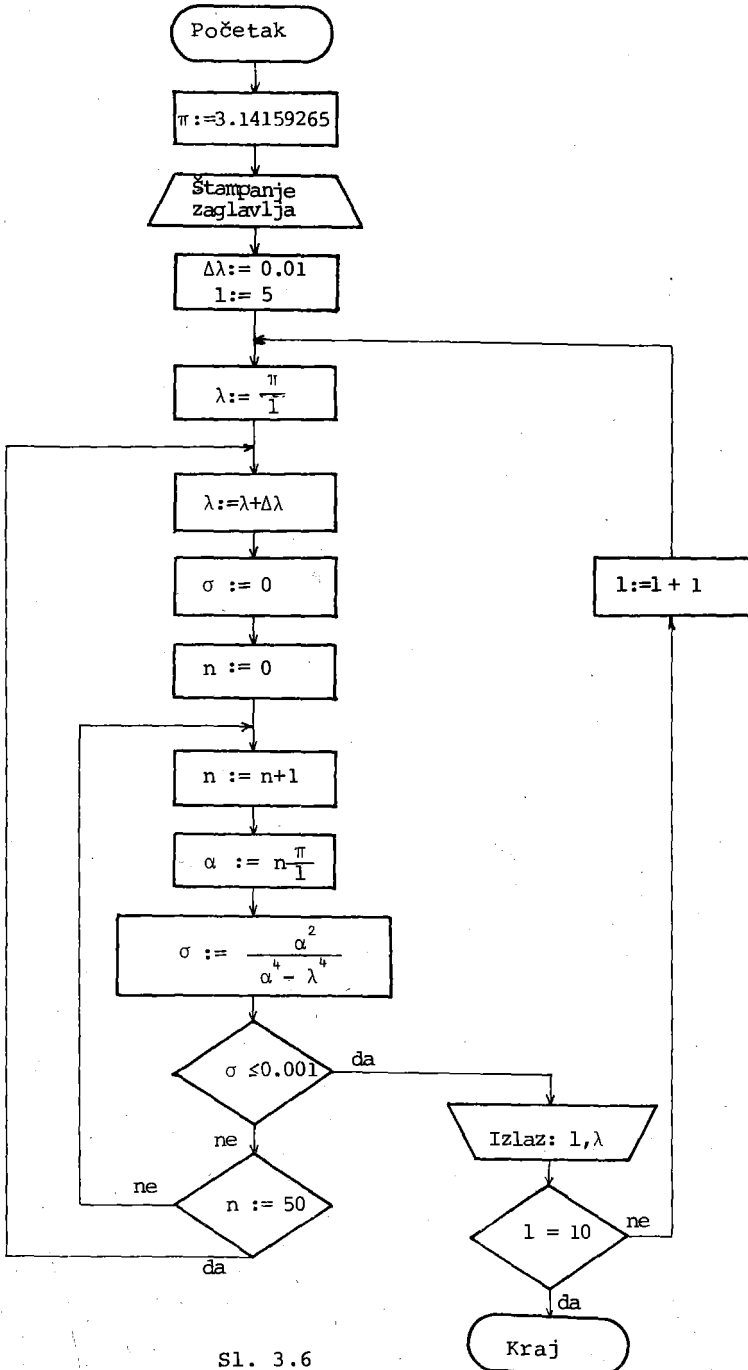 Početak
π:=3.14159265
Štampanje
zaglavlja
Δλ:= 0.01
l:= 5
λ:= π/l
λ:=λ+Δλ
σ := 0
l:=l + 1
n := 0
n := n+1
α := n π/l
σ := α²/(α⁴ - λ⁴)
σ ≤0.001
da
ne
Izlaz: l,λ
ne
n := 50
da
l = 10
ne
da
Kraj
Sl. 3.6